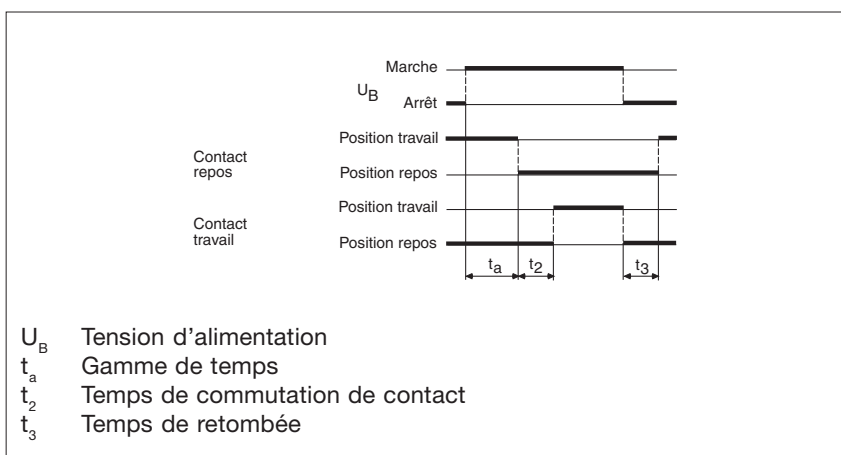 Marche
U_B
Arrêt
Position travail
Contact
repos
Position repos
Position travail
Contact
travail
Position repos
t_a t_2 t_3
U_B Tension d’alimentation
t_a Gamme de temps
t_2 Temps de commutation de contact
t_3 Temps de retombée